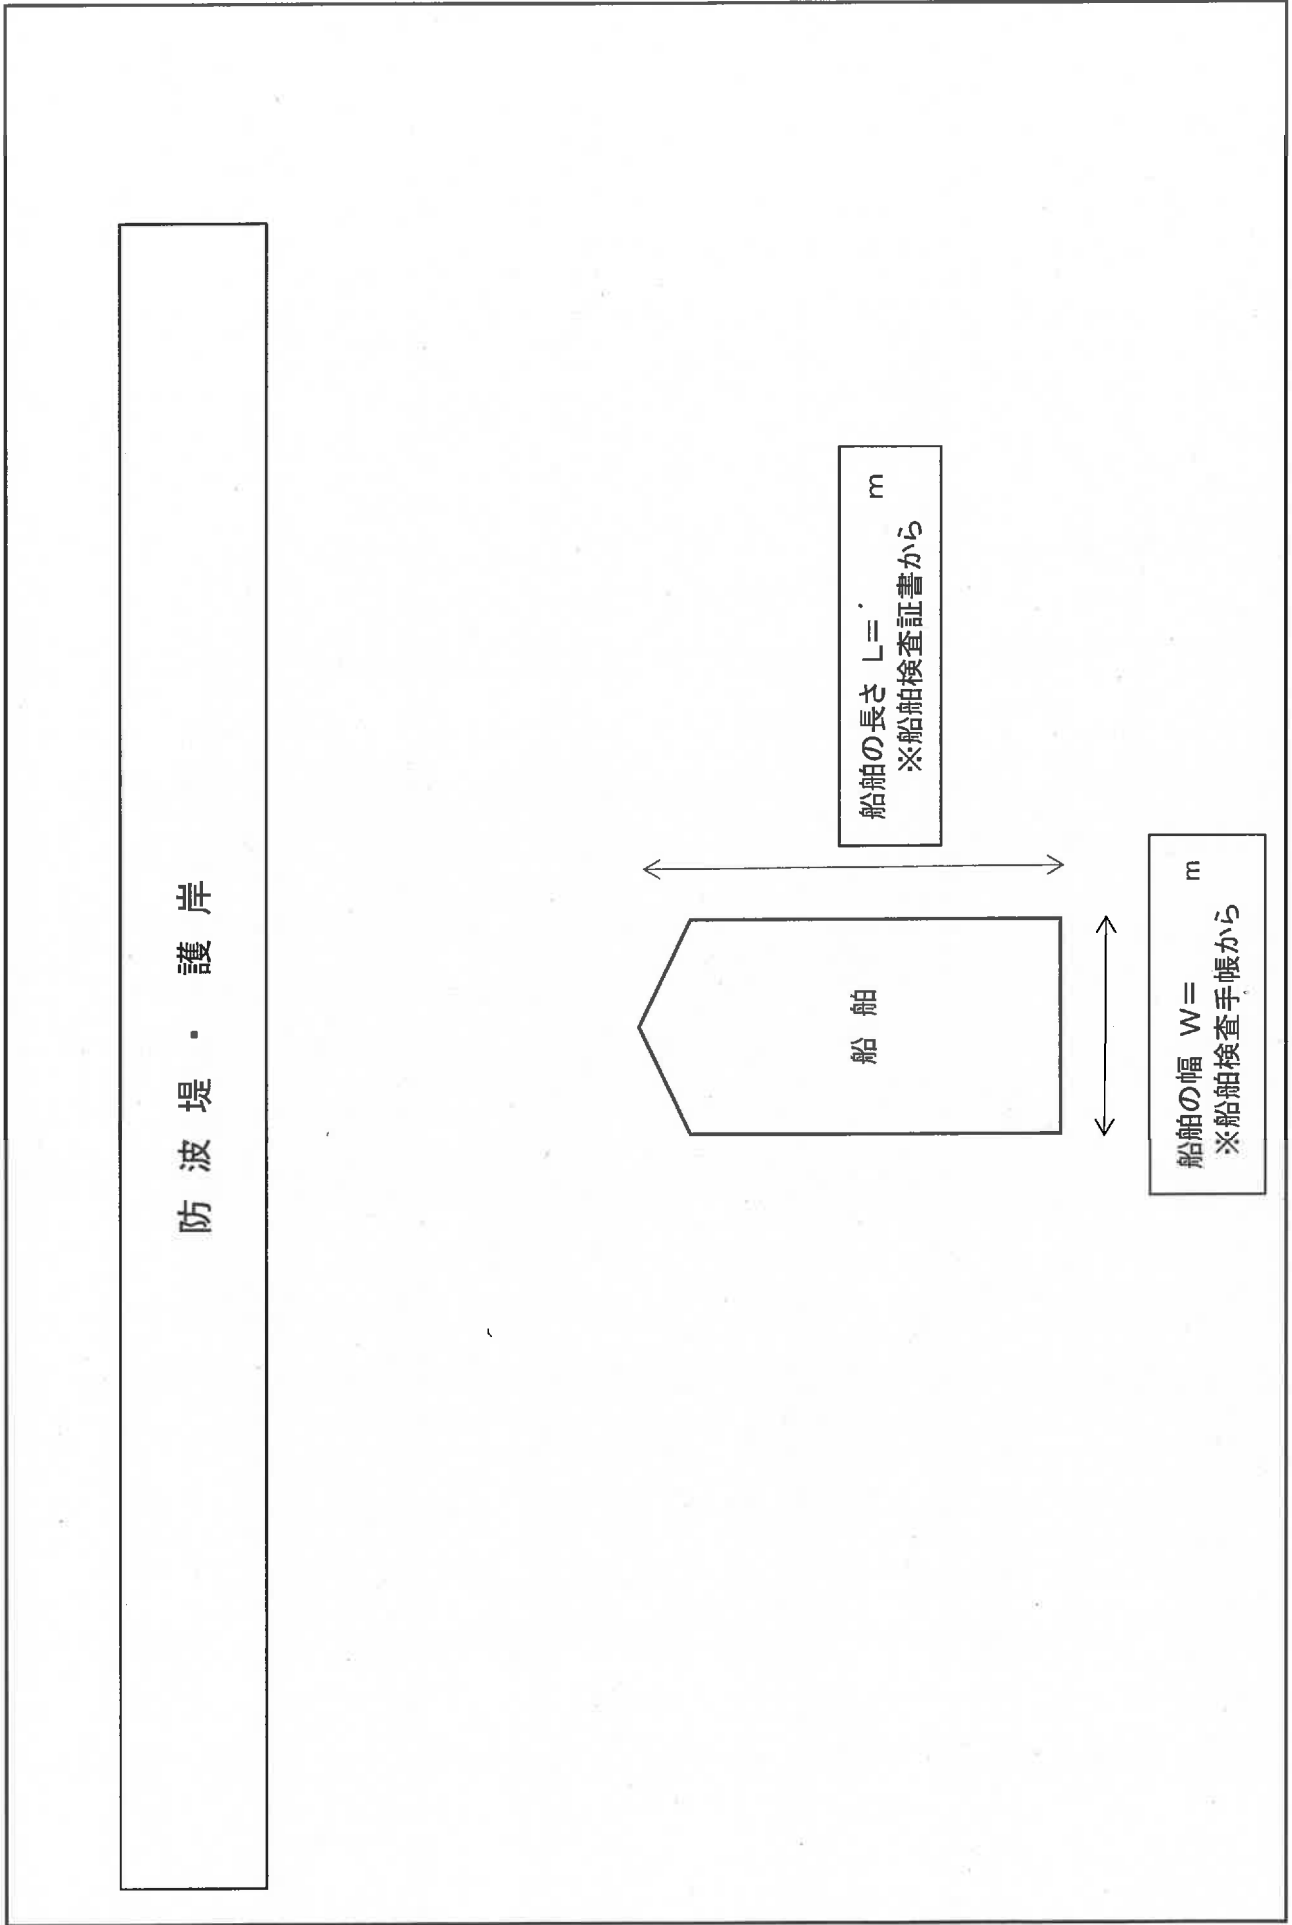 防波堤・護岸
船舶
船舶の長さ L=　　　m
※船舶検査証書から
船舶の幅 W=　　　m
※船舶検査手帳から